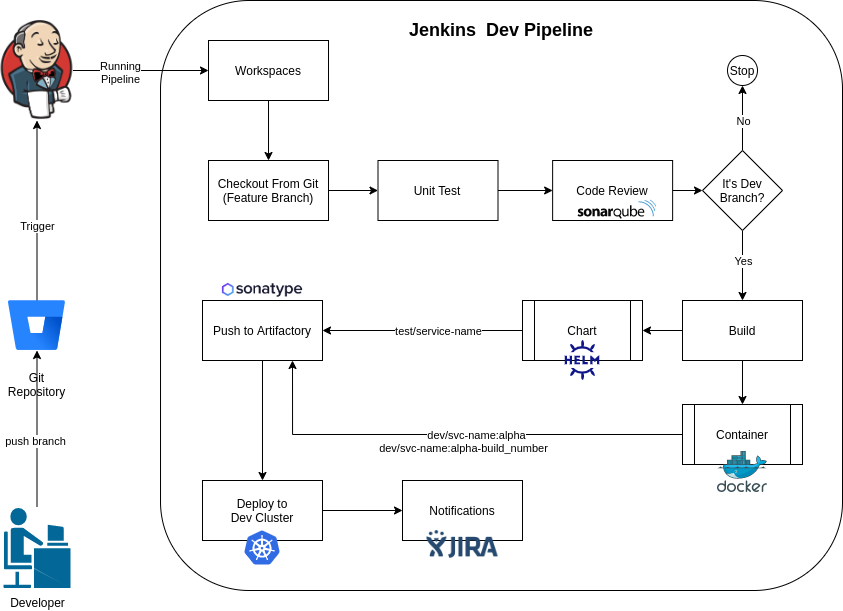 Jenkins Dev Pipeline
Running
Pipeline
Workspaces
Stop
No
Checkout From Git
(Feature Branch)
Unit Test
Code Review
sonarqube
It's Dev
Branch?
Trigger
Yes
sonatype
Push to Artifactory
test/service-name
Chart
HELM
Build
Git
Repository
push branch
dev/svc-name:alpha
dev/svc-name:alpha-build_number
Container
docker
Deploy to
Dev Cluster
Notifications
JIRA
Developer